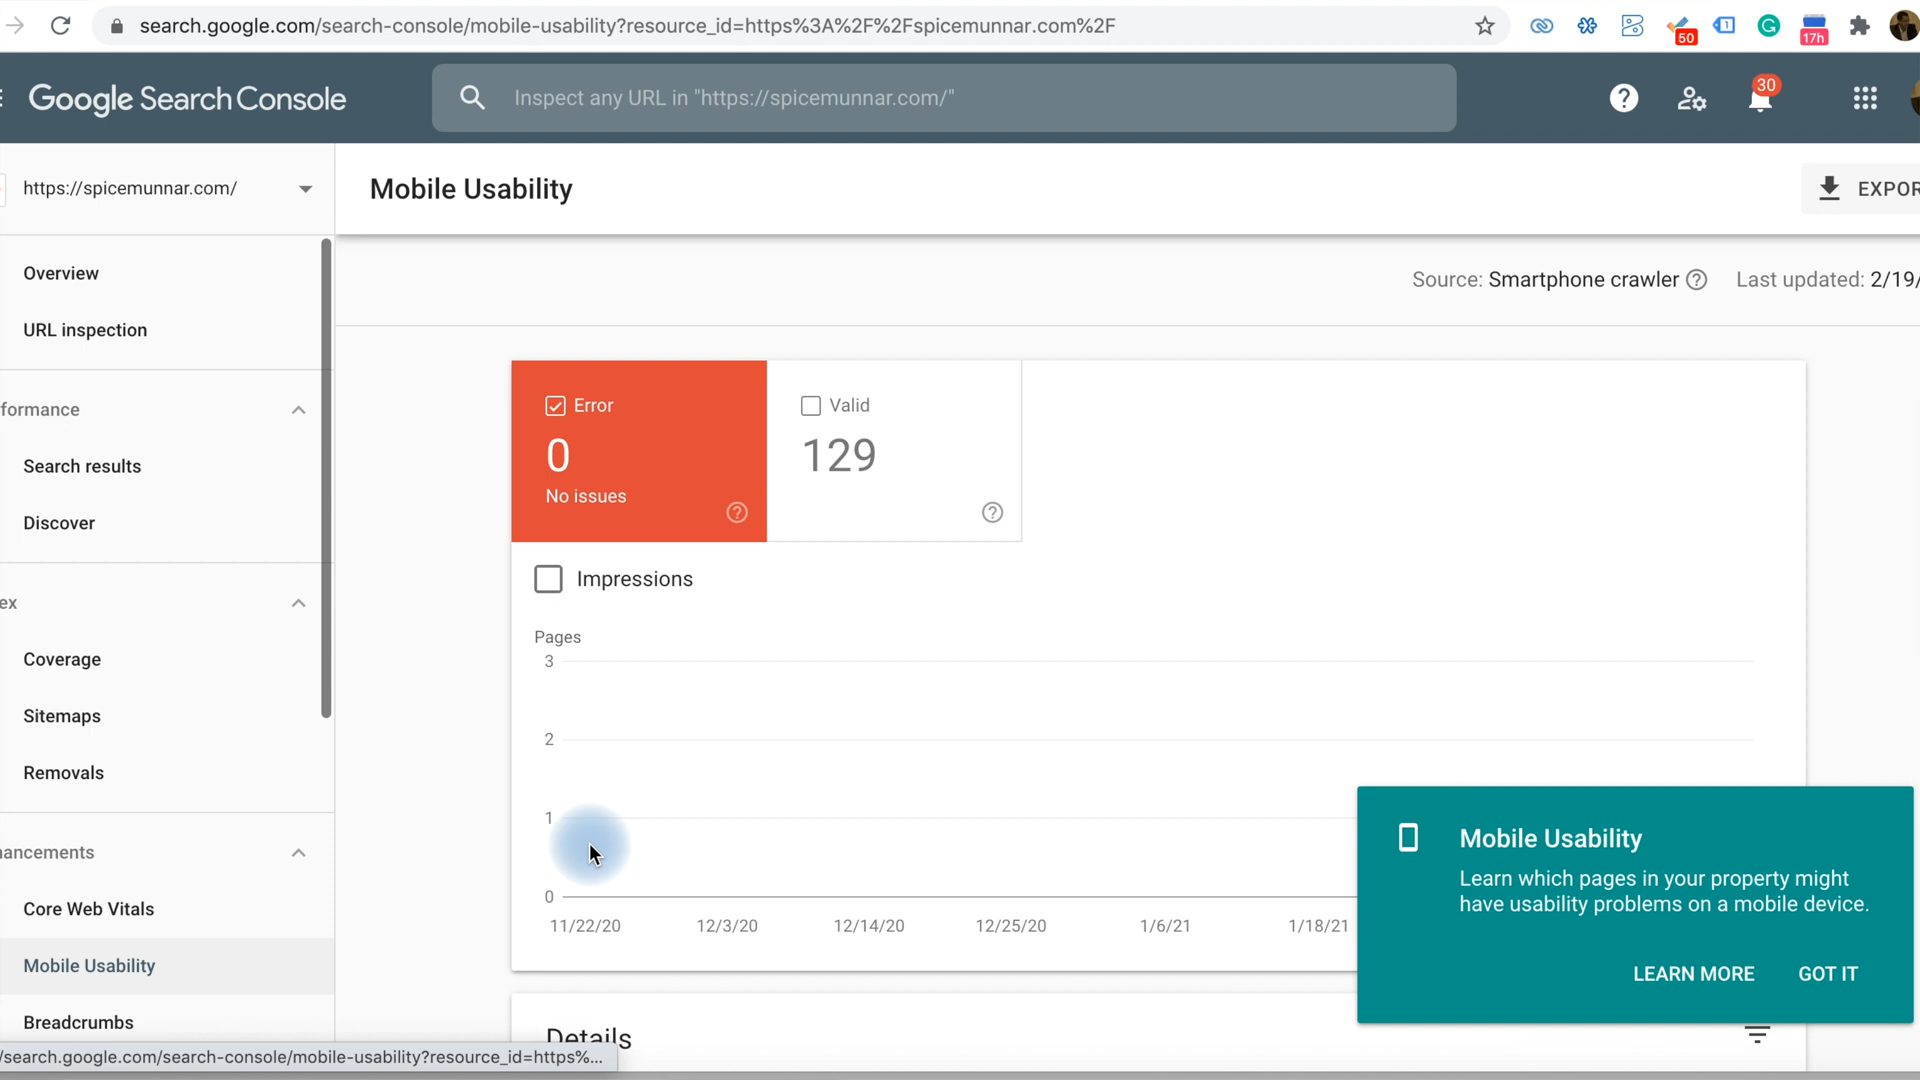 search.google.com/search-console/mobile-usability?resource_id=https%3A%2F%2Fspicemunnar.com%2F
50
1
17h
Google Search Console
Inspect any URL in "https://spicemunnar.com/"
30
https://spicemunnar.com/
Mobile Usability
EXPOR
Overview
Source: Smartphone crawler
Last updated: 2/19/
URL inspection
formance
Search results
Discover
Error
0
No issues
Valid
129
Impressions
ex
Coverage
Sitemaps
Removals
Pages
3
2
1
0
11/22/20
12/3/20
12/14/20
12/25/20
1/6/21
1/18/21
Mobile Usability
Learn which pages in your property might
have usability problems on a mobile device.
LEARN MORE
GOT IT
ancements
Core Web Vitals
Mobile Usability
Breadcrumbs
Details
/search.google.com/search-console/mobile-usability?resource_id=https%...